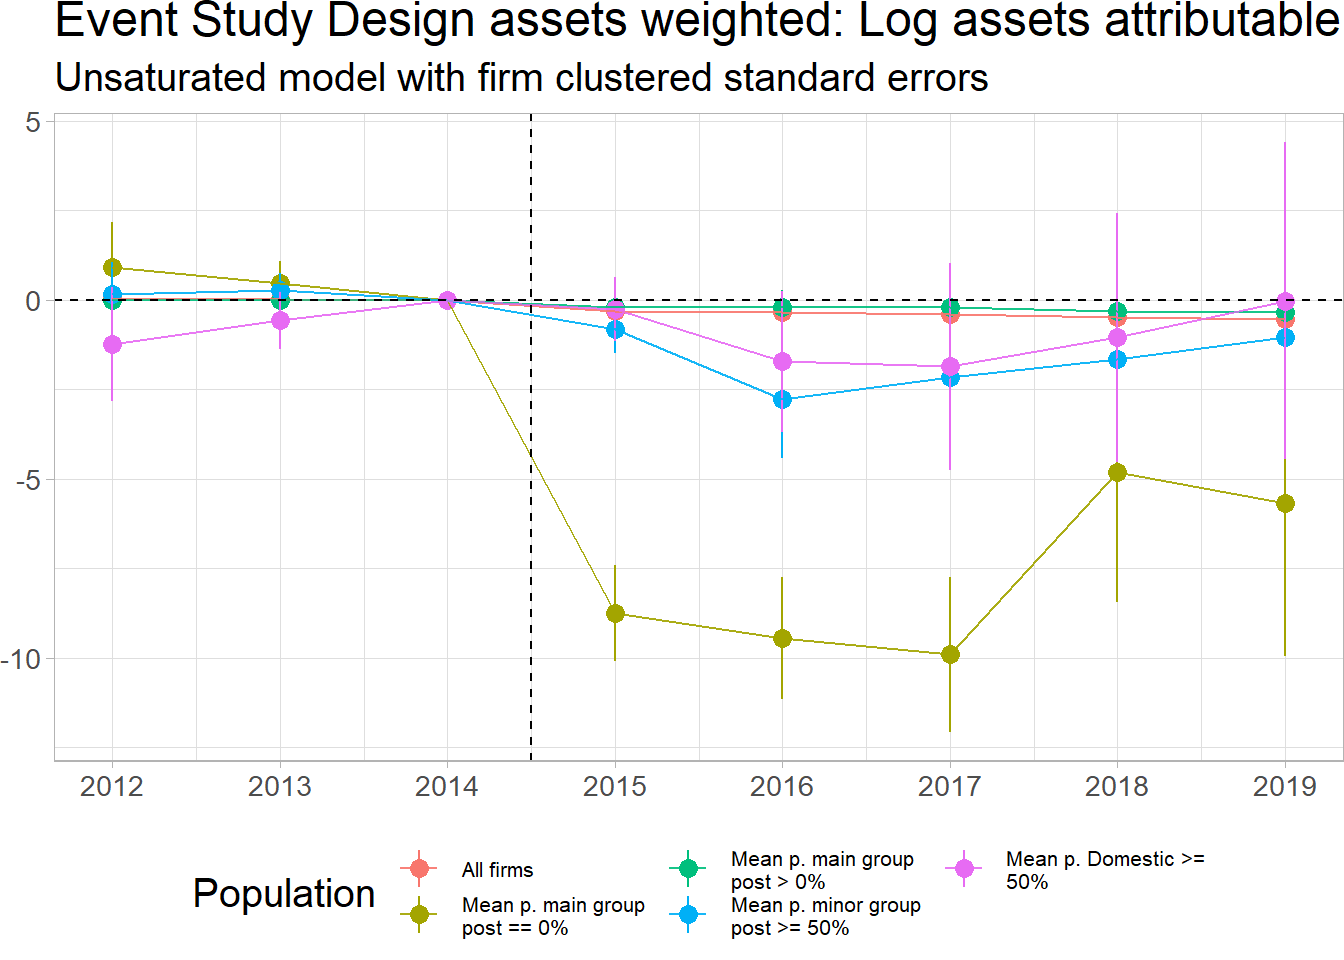 Event Study Design assets weighted: Log assets attributable
Unsaturated model with firm clustered standard errors
5
0
-5
-10
2012 2013 2014 2015 2016 2017 2018 2019
Population
All firms
Mean p. main group
post == 0%
Mean p. main group
post > 0%
Mean p. minor group
post >= 50%
Mean p. Domestic >=
50%